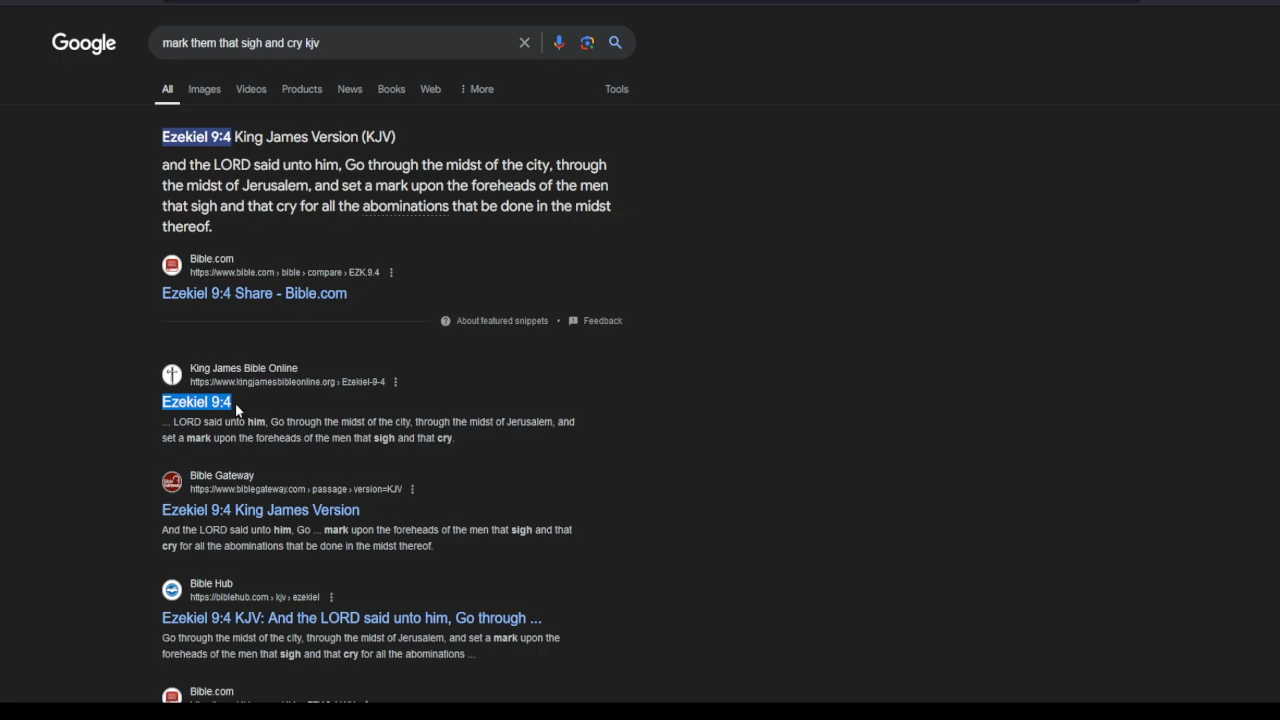 Google
mark them that sigh and cry kjv
All Images Videos Products News Books Web More Tools
Ezekiel 9:4 King James Version (KJV)
and the LORD said unto him, Go through the midst of the city, through
the midst of Jerusalem, and set a mark upon the foreheads of the men
that sigh and that cry for all the abominations that be done in the midst
thereof.
Bible.com
https://www.bible.com › bible › compare › EZK.9.4
Ezekiel 9:4 Share - Bible.com
About featured snippets • Feedback
King James Bible Online
https://www.kingjamesbibleonline.org › Ezekiel-9-4
Ezekiel 9:4
... LORD said unto him, Go through the midst of the city, through the midst of Jerusalem, and
set a mark upon the foreheads of the men that sigh and that cry.
Bible Gateway
https://www.biblegateway.com › passage › version=KJV
Ezekiel 9:4 King James Version
And the LORD said unto him, Go ... mark upon the foreheads of the men that sigh and that
cry for all the abominations that be done in the midst thereof.
Bible Hub
https://biblehub.com › kjv › ezekiel
Ezekiel 9:4 KJV: And the LORD said unto him, Go through ...
Go through the midst of the city, through the midst of Jerusalem, and set a mark upon the
foreheads of the men that sigh and that cry for all the abominations ...
Bible.com